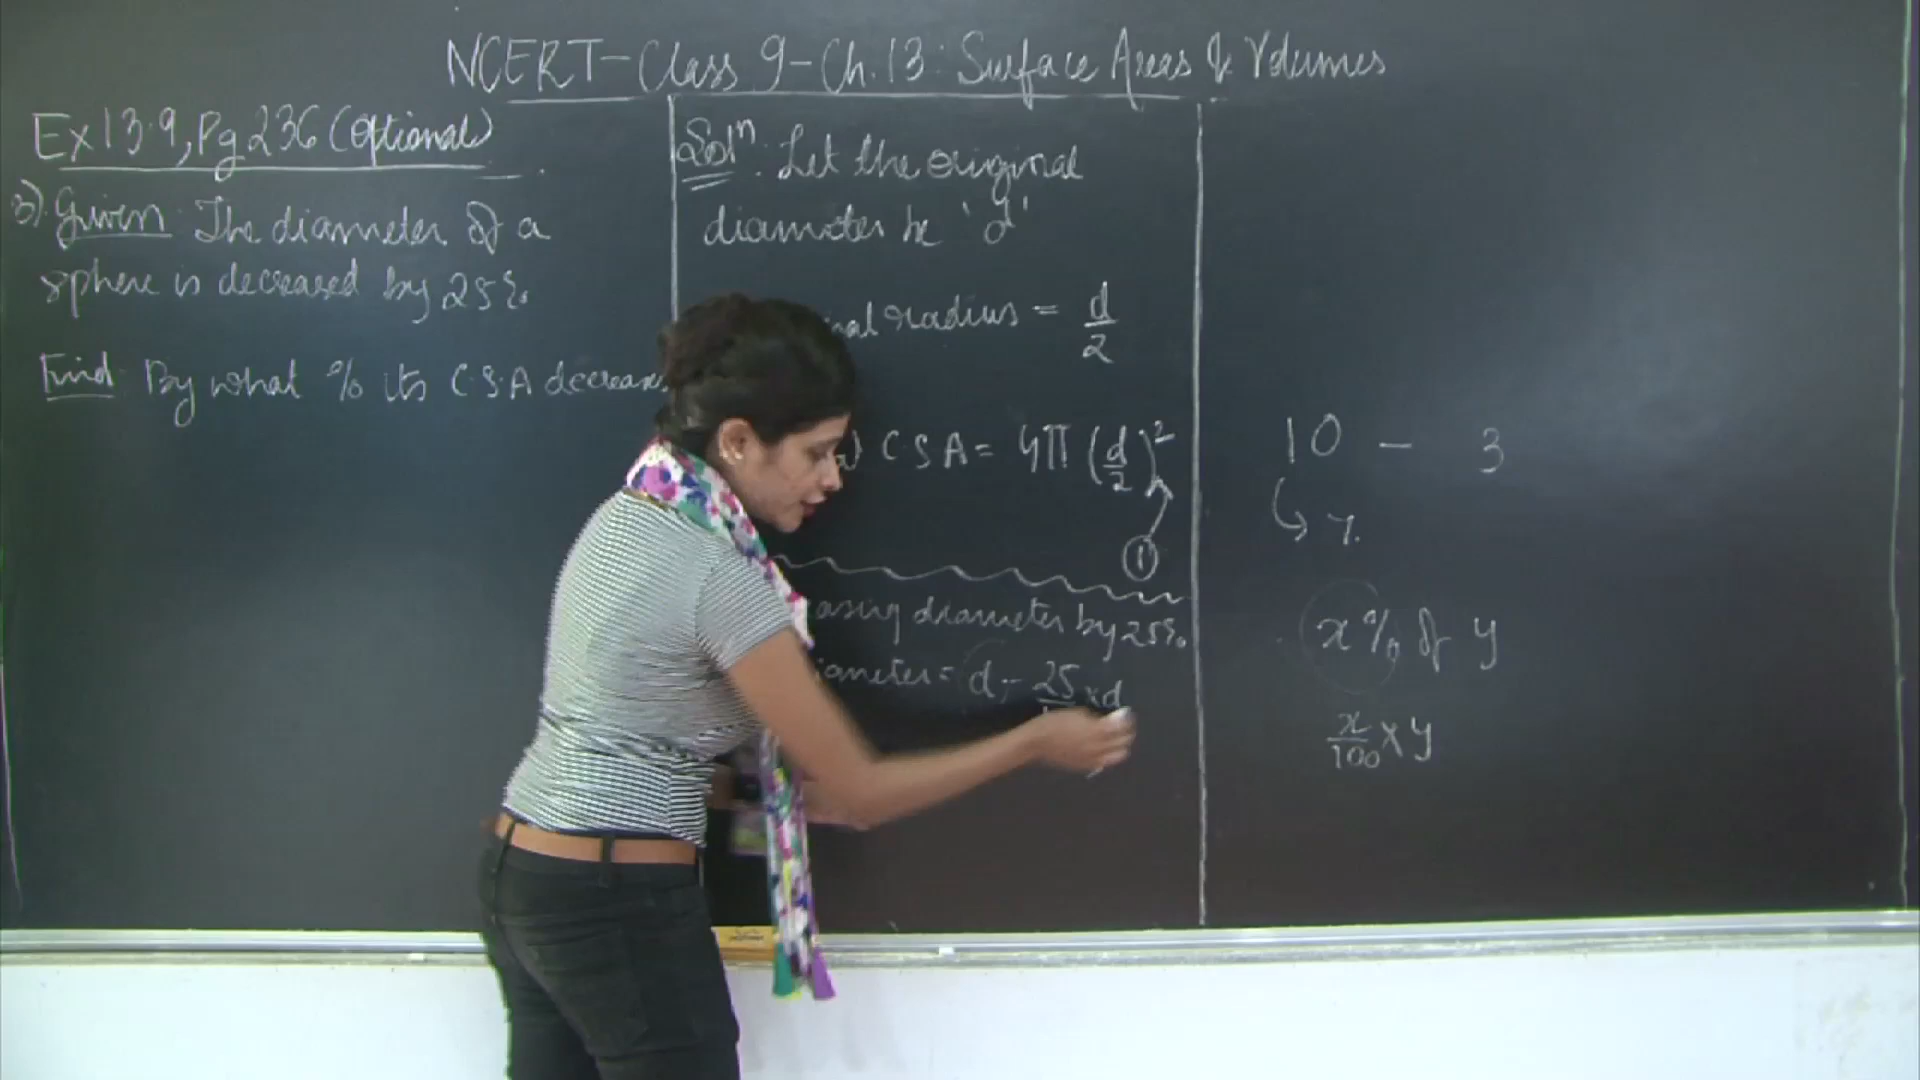 NCERT-Class 9-Ch.13: Surface Areas & Volumes
Ex 13.9, Pg 236 (Optional)
3) Given: The diameter of a
sphere is decreased by 25%
Find: By what % its C.S.A decreases
Solⁿ: Let the original
diameter be 'd'
radius = d/2
C.S.A = 4π (d/2)²
1
diameter by 25%.
= d - 25 × d
10 - 3
7.
x% of y
x/100 × y